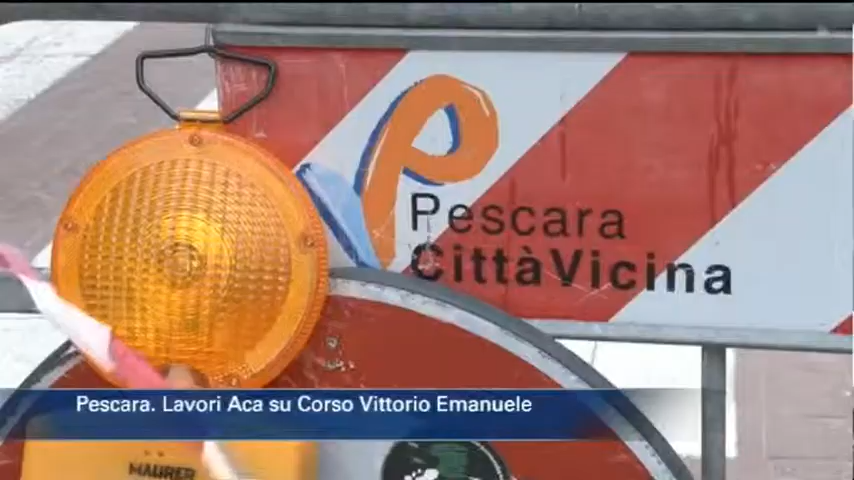 Pescara
CittàVicina
Pescara. Lavori Aca su Corso Vittorio Emanuele
MAURER